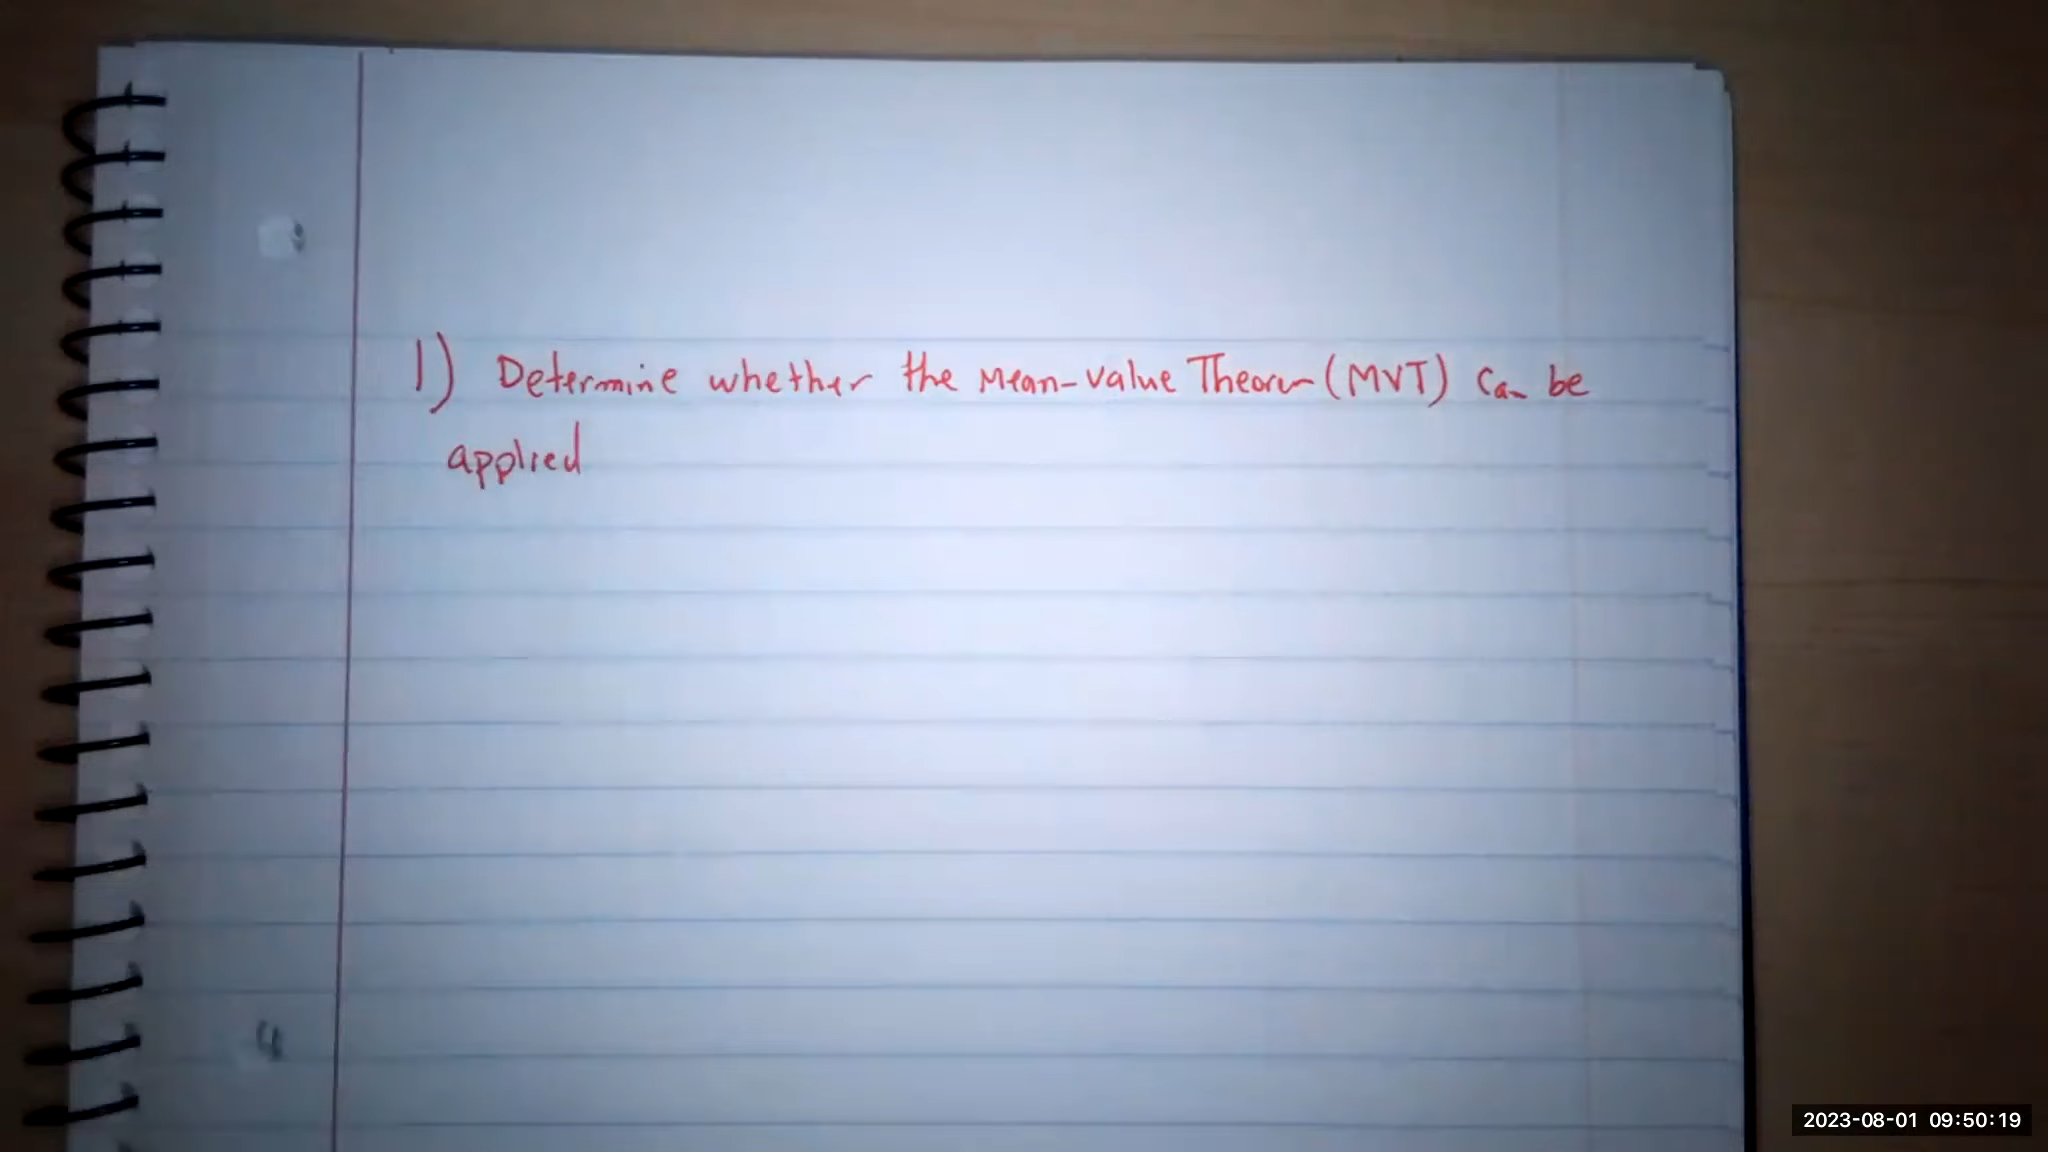 1) Determine whether the Mean-value Theorem (MVT) can be
applied
2023-08-01 09:50:19